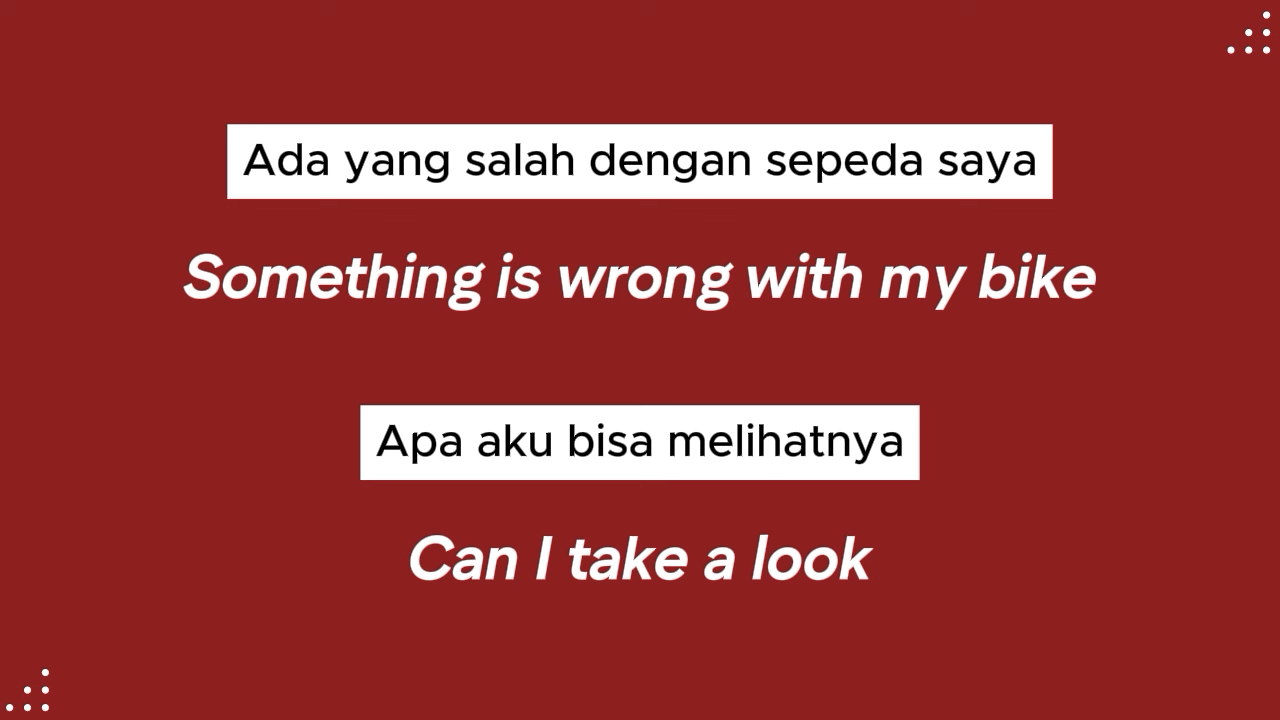 Ada yang salah dengan sepeda saya
Something is wrong with my bike
Apa aku bisa melihatnya
Can I take a look